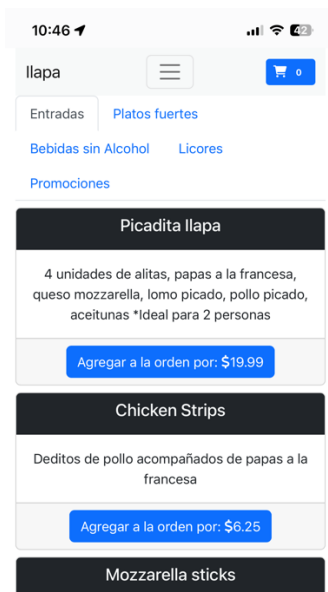 10:46
42
Ilapa
0
Entradas Platos fuertes
Bebidas sin Alcohol Licores
Promociones
Picadita Ilapa
4 unidades de alitas, papas a la francesa,
queso mozzarella, lomo picado, pollo picado,
aceitunas *Ideal para 2 personas
Agregar a la orden por: $19.99
Chicken Strips
Deditos de pollo acompañados de papas a la
francesa
Agregar a la orden por: $6.25
Mozzarella sticks